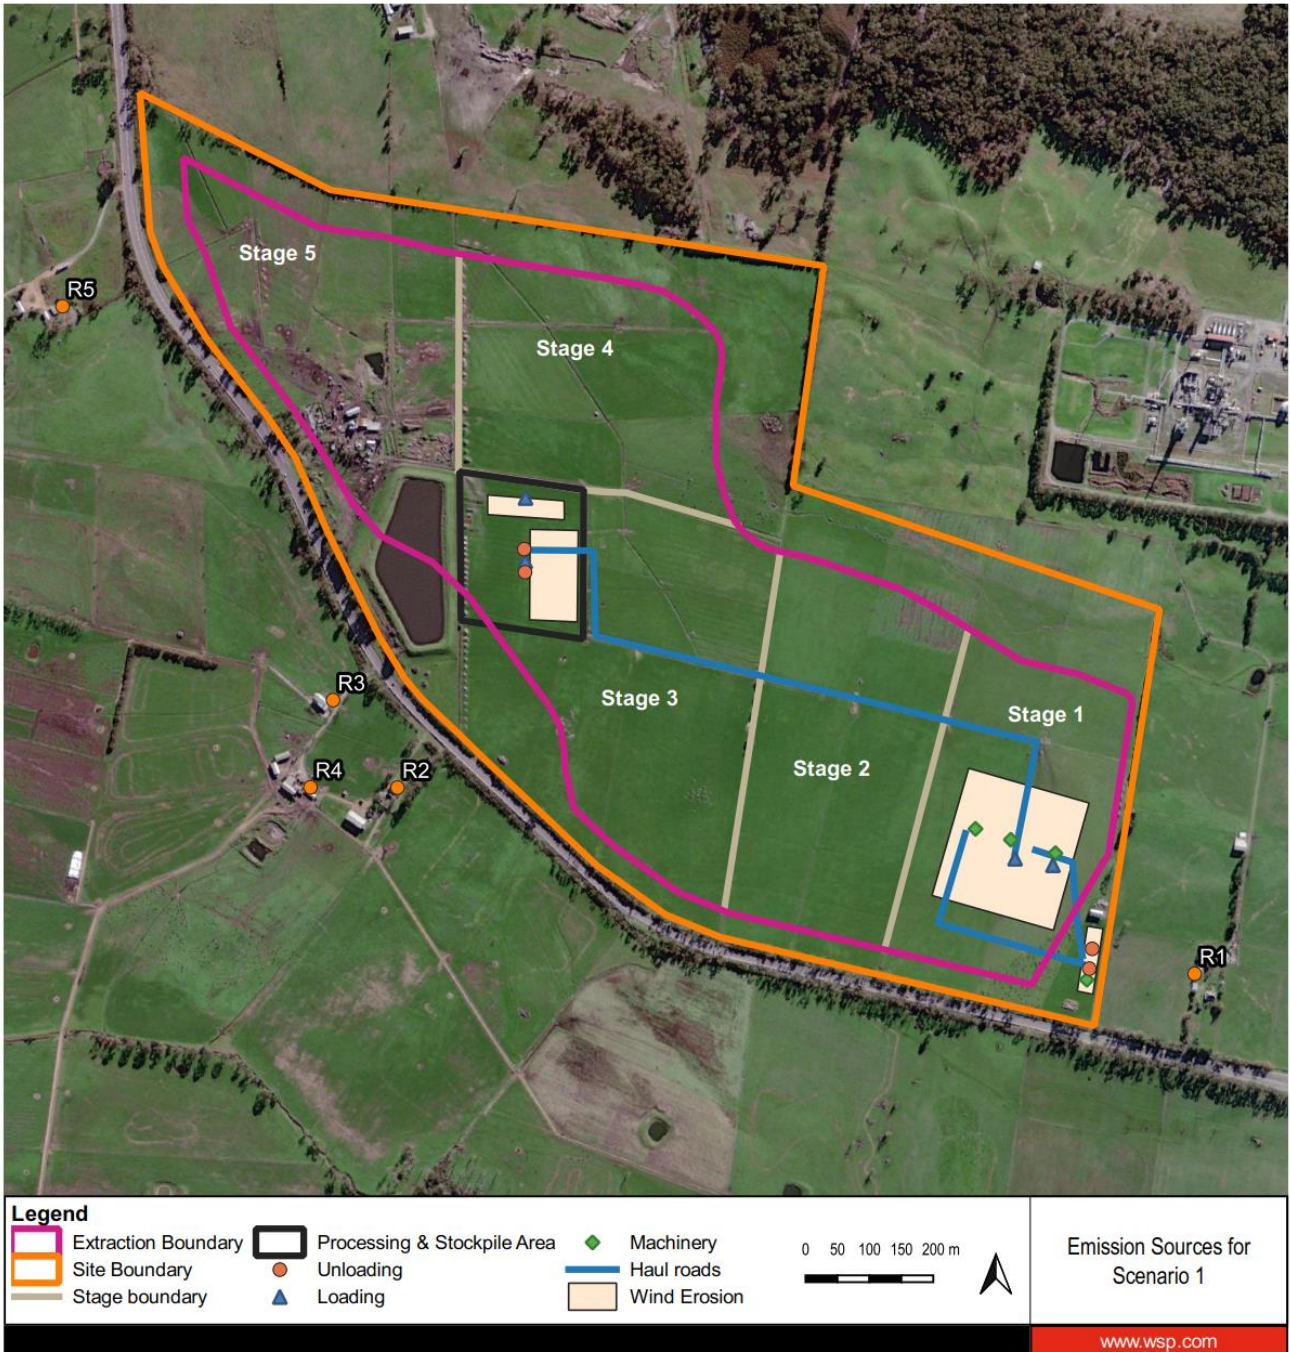 Stage 5
R5
Stage 4
R3
Stage 3
Stage 1
R4
R2
Stage 2
R1
Legend
Extraction Boundary
Processing & Stockpile Area
Machinery
Site Boundary
Unloading
Haul roads
Stage boundary
Loading
Wind Erosion
0 50 100 150 200 m
Emission Sources for
Scenario 1
www.wsp.com